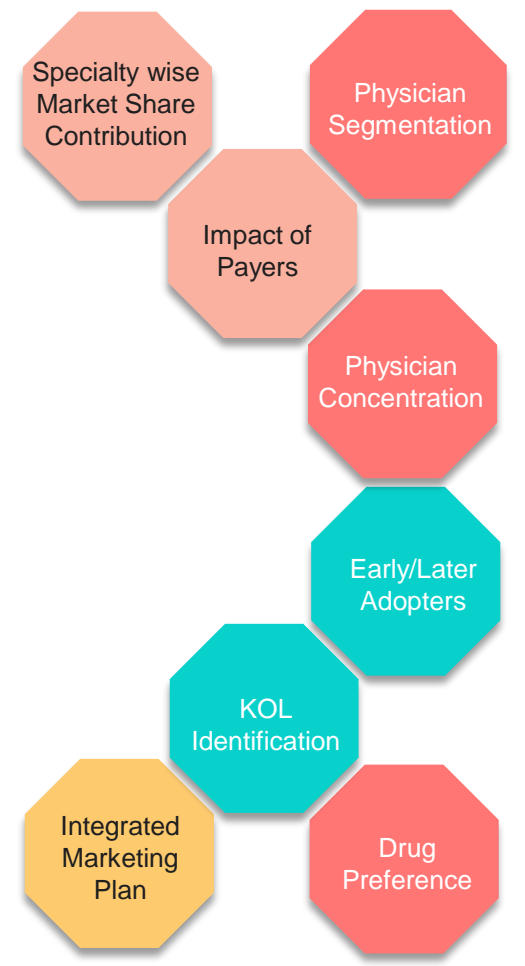 Specialty wise
Market Share
Contribution
Physician
Segmentation
Impact of
Payers
Physician
Concentration
Early/Later
Adopters
KOL
Identification
Integrated
Marketing
Plan
Drug
Preference